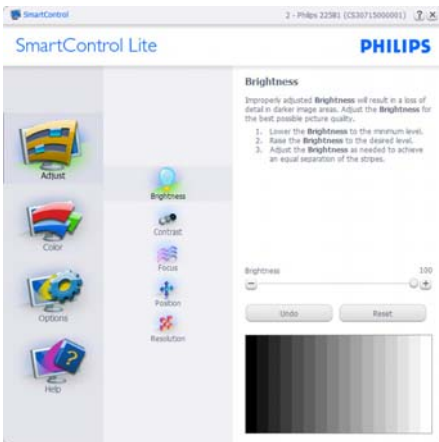 SmartControl
2 - Philips 225B1 (CS30715000001)
SmartControl Lite
PHILIPS
Adjust
Color
Options
Help
Brightness
Contrast
Focus
Position
Resolution
Brightness
Improperly adjusted Brightness will result in a loss of
detail in darker image areas. Adjust the Brightness for
the best possible picture quality.
1. Lower the Brightness to the minimum level.
2. Raise the Brightness to the desired level.
3. Adjust the Brightness as needed to achieve
an equal separation of the stripes.
Brightness 100
Undo Reset